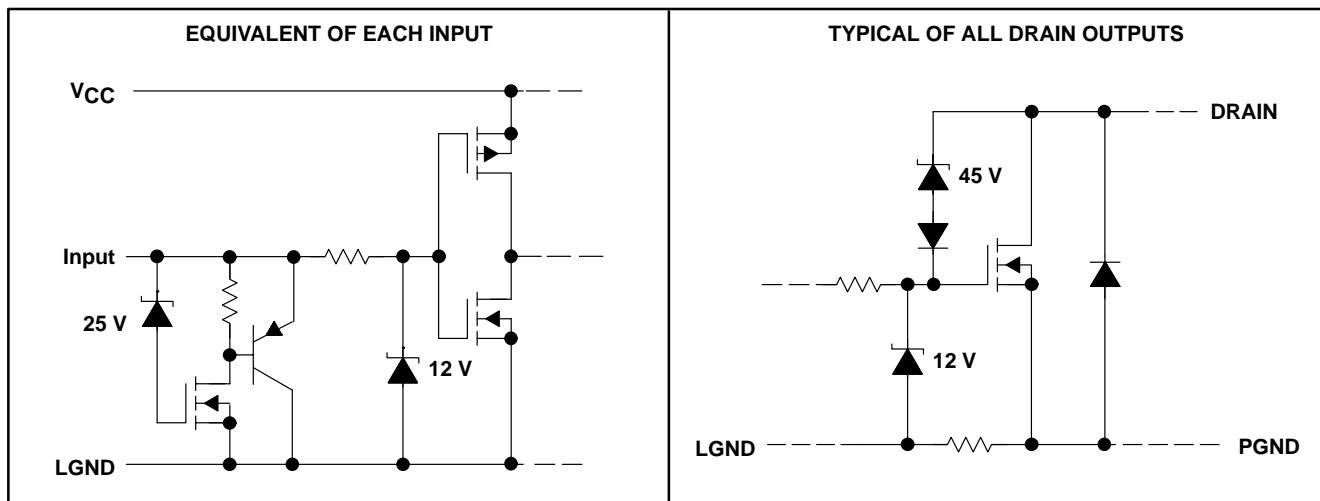 EQUIVALENT OF EACH INPUT
VCC
Input
25 V
12 V
LGND
TYPICAL OF ALL DRAIN OUTPUTS
DRAIN
45 V
12 V
LGND
PGND